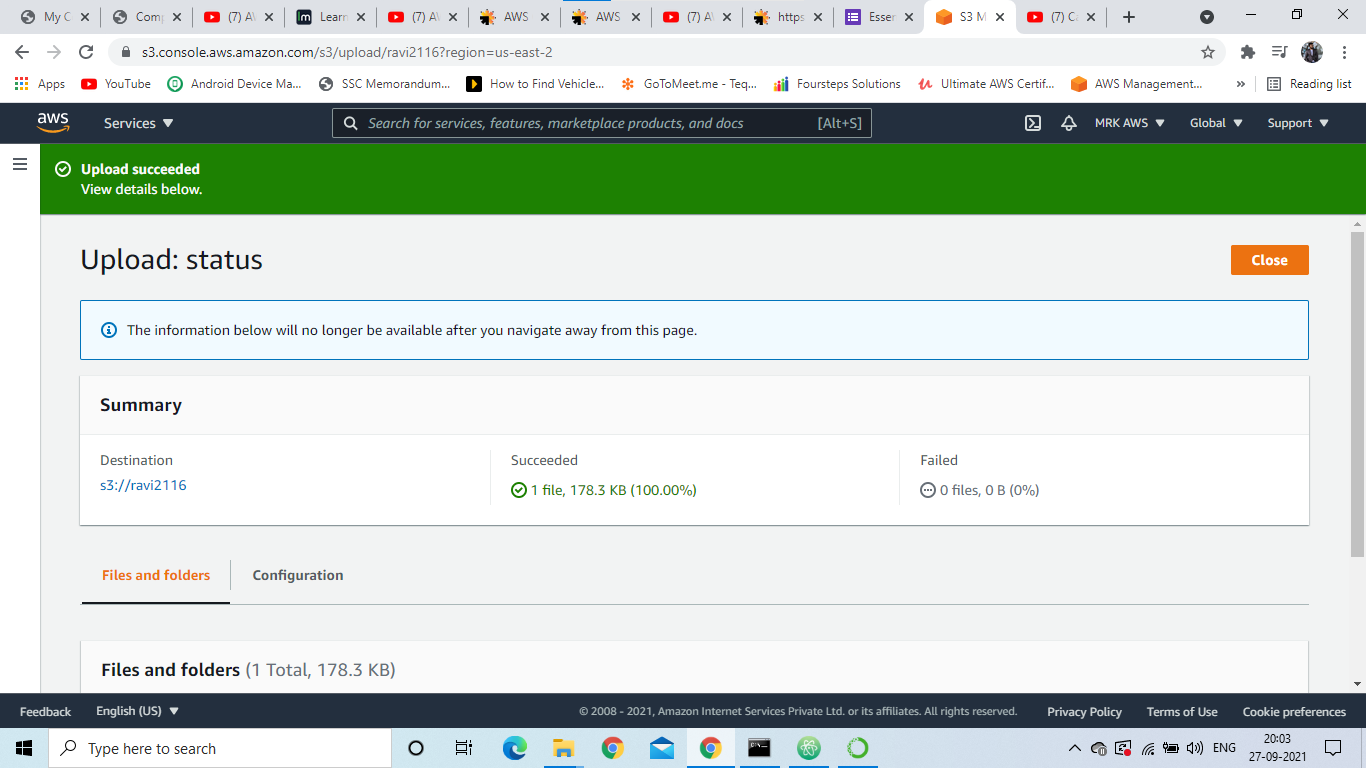 My C
Comp
(7) A
Learn
(7) A
AWS
AWS
(7) A
https
Esser
S3 M
(7) C
s3.console.aws.amazon.com/s3/upload/ravi2116?region=us-east-2
Apps
YouTube
Android Device Ma...
SSC Memorandum...
How to Find Vehicle...
GoToMeet.me - Teq...
Foursteps Solutions
Ultimate AWS Certif...
AWS Management...
»
Reading list
aws
Services
Search for services, features, marketplace products, and docs
[Alt+S]
MRK AWS
Global
Support
Upload succeeded
View details below.
Upload: status
Close
The information below will no longer be available after you navigate away from this page.
Summary
Destination
s3://ravi2116
Succeeded
1 file, 178.3 KB (100.00%)
Failed
0 files, 0 B (0%)
Files and folders
Configuration
Files and folders (1 Total, 178.3 KB)
Feedback
English (US)
© 2008 - 2021, Amazon Internet Services Private Ltd. or its affiliates. All rights reserved.
Privacy Policy
Terms of Use
Cookie preferences
Type here to search
ENG
20:03
27-09-2021